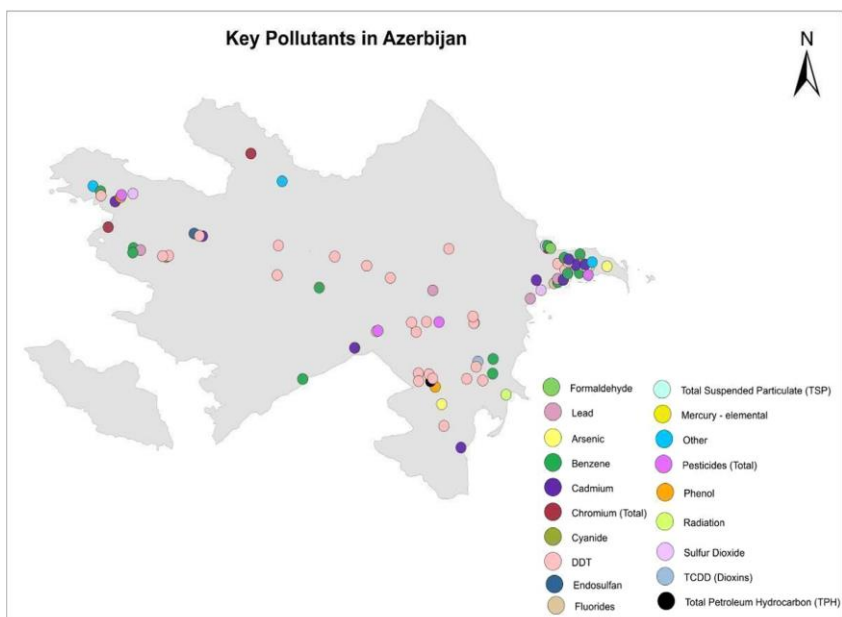 Key Pollutants in Azerbijan
N
Formaldehyde
Lead
Arsenic
Benzene
Cadmium
Chromium (Total)
Cyanide
DDT
Endosulfan
Fluorides
Total Suspended Particulate (TSP)
Mercury - elemental
Other
Pesticides (Total)
Phenol
Radiation
Sulfur Dioxide
TCDD (Dioxins)
Total Petroleum Hydrocarbon (TPH)